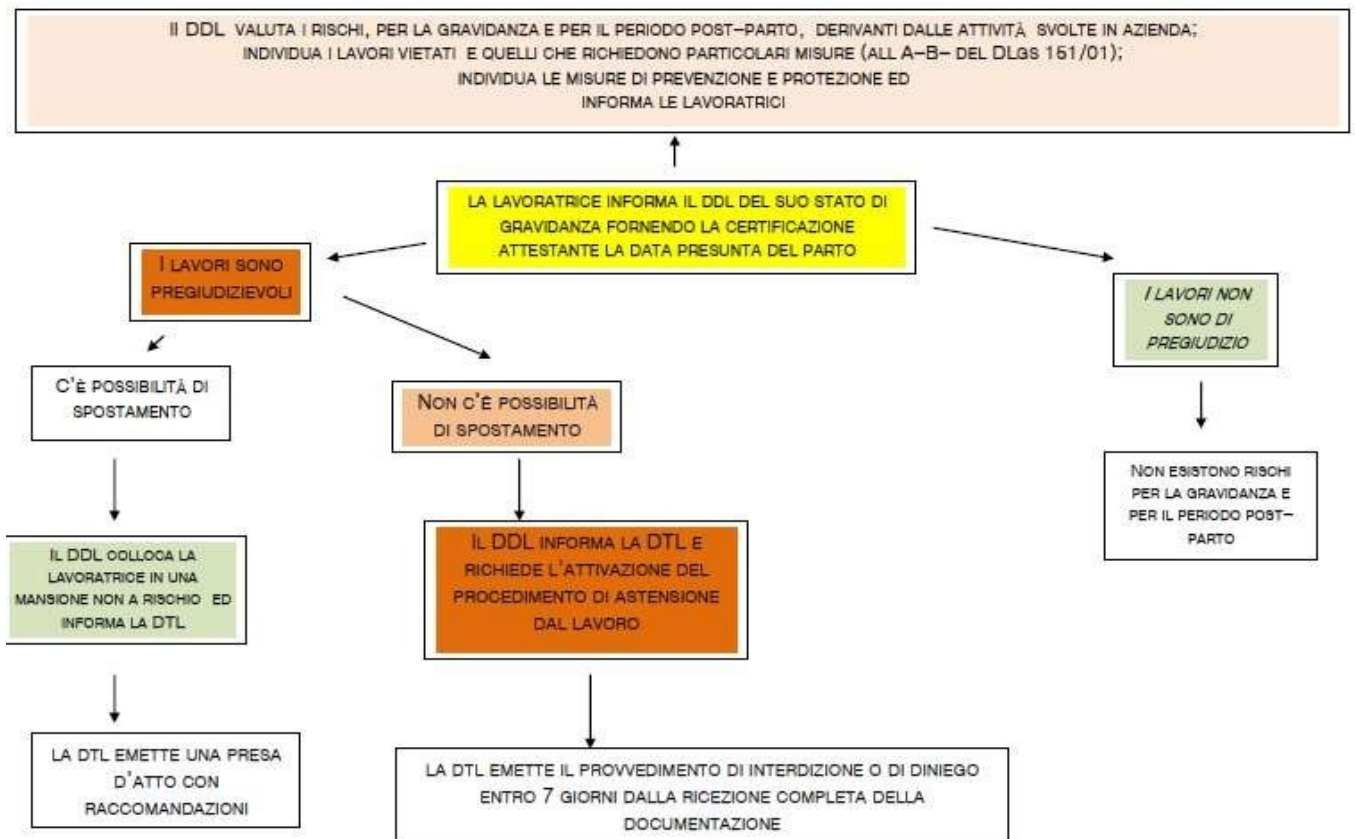 Il DDL VALUTA I RISCHI, PER LA GRAVIDANZA E PER IL PERIODO POST-PARTO, DERIVANTI DALLE ATTIVITÀ SVOLTE IN AZIENDA;
INDIVIDUA I LAVORI VIETATI E QUELLI CHE RICHIEDONO PARTICOLARI MISURE (ALL A-B- DEL DLGS 151/01);
INDIVIDUA LE MISURE DI PREVENZIONE E PROTEZIONE ED
INFORMA LE LAVORATRICI
LA LAVORATRICE INFORMA IL DDL DEL SUO STATO DI
GRAVIDANZA FORNENDO LA CERTIFICAZIONE
ATTESTANTE LA DATA PRESUNTA DEL PARTO
I LAVORI SONO
PREGIUDIZIEVOLI
I LAVORI NON
SONO DI
PREGIUDIZIO
C'È POSSIBILITÀ DI
SPOSTAMENTO
NON C'È POSSIBILITÀ
DI SPOSTAMENTO
NON ESISTONO RISCHI
PER LA GRAVIDANZA E
PER IL PERIODO POST-
PARTO
IL DDL COLLOCA LA
LAVORATRICE IN UNA
MANSIONE NON A RISCHIO ED
INFORMA LA DTL
IL DDL INFORMA LA DTL E
RICHIEDE L'ATTIVAZIONE DEL
PROCEDIMENTO DI ASTENSIONE
DAL LAVORO
LA DTL EMETTE UNA PRESA
D'ATTO CON
RACCOMANDAZIONI
LA DTL EMETTE IL PROVVEDIMENTO DI INTERDIZIONE O DI DINIEGO
ENTRO 7 GIORNI DALLA RICEZIONE COMPLETA DELLA
DOCUMENTAZIONE